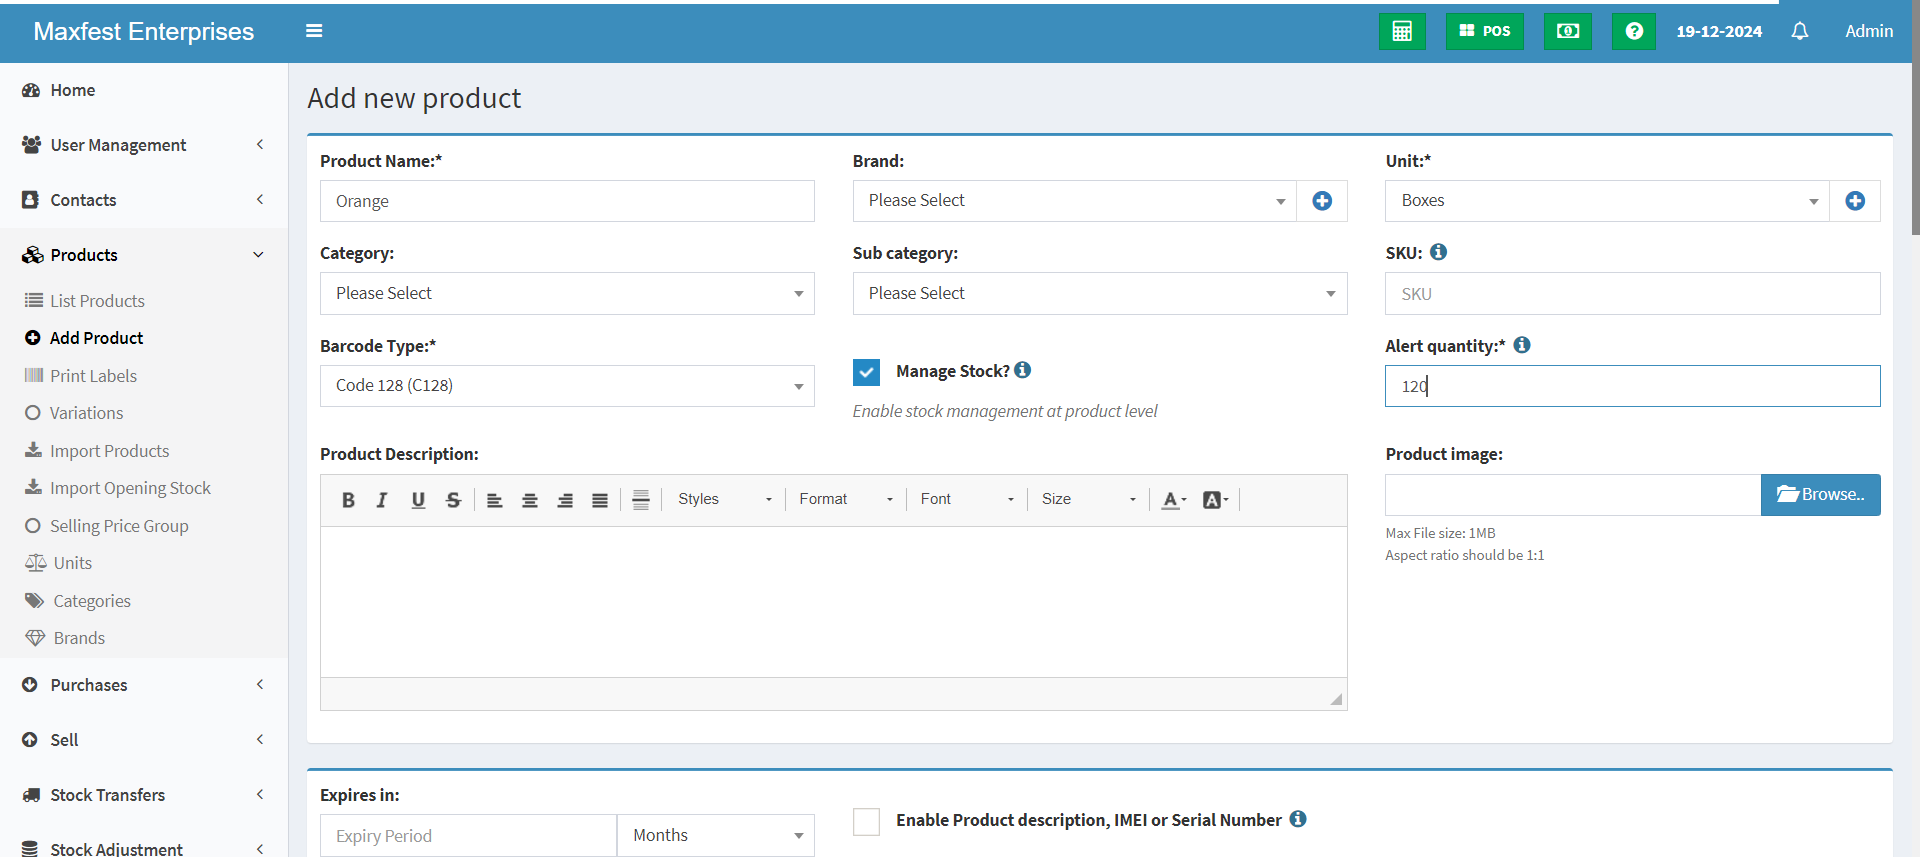 Maxfest Enterprises
POS
19-12-2024
Admin
Home
User Management
Contacts
Products
List Products
Add Product
Print Labels
Variations
Import Products
Import Opening Stock
Selling Price Group
Units
Categories
Brands
Purchases
Sell
Stock Transfers
Stock Adjustment
Add new product
Product Name:*
Orange
Brand:
Please Select
Unit:*
Boxes
Category:
Please Select
Sub category:
Please Select
SKU:
SKU
Barcode Type:*
Code 128 (C128)
Manage Stock?
Enable stock management at product level
Alert quantity:*
120
Product Description:
B I U S Styles Format Font Size A A
Product image:
Browse..
Max File size: 1MB
Aspect ratio should be 1:1
Expires in:
Expiry Period
Months
Enable Product description, IMEI or Serial Number